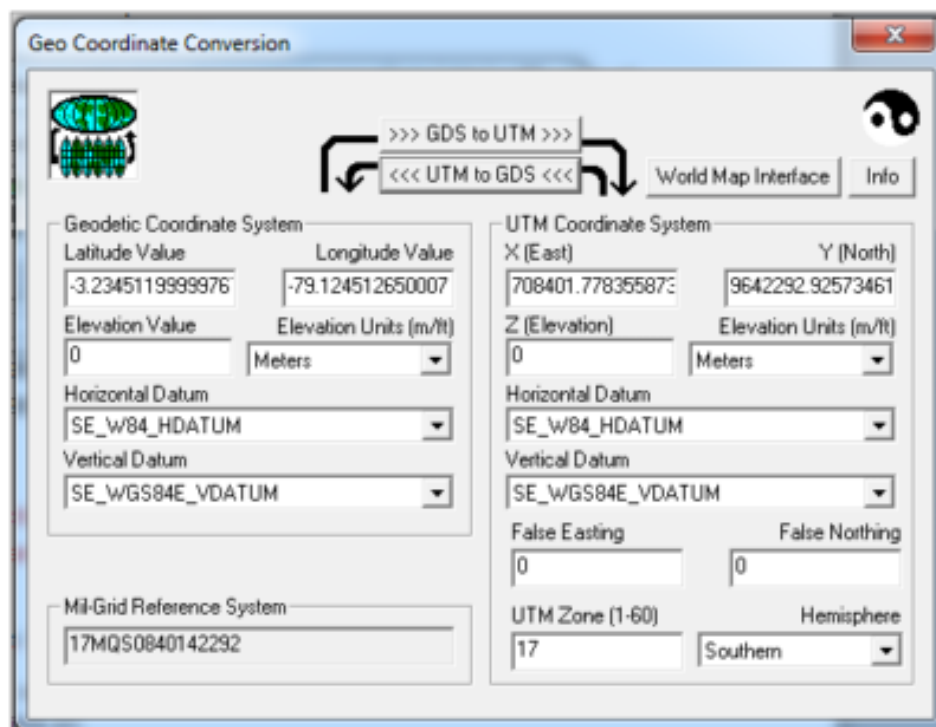 Geo Coordinate Conversion
>>> GDS to UTM >>>
<<< UTM to GDS <<<
World Map Interface
Info
Geodetic Coordinate System
Latitude Value
Longitude Value
-3.2345119999976
-79.124512650007
Elevation Value
Elevation Units (m/ft)
0
Meters
Horizontal Datum
SE_W84_HDATUM
Vertical Datum
SE_WGS84E_VDATUM
Mil-Grid Reference System
17MQS0840142292
UTM Coordinate System
X (East)
Y (North)
708401.778355873
9642292.92573461
Z (Elevation)
Elevation Units (m/ft)
0
Meters
Horizontal Datum
SE_W84_HDATUM
Vertical Datum
SE_WGS84E_VDATUM
False Easting
False Northing
0
0
UTM Zone (1-60)
Hemisphere
17
Southern